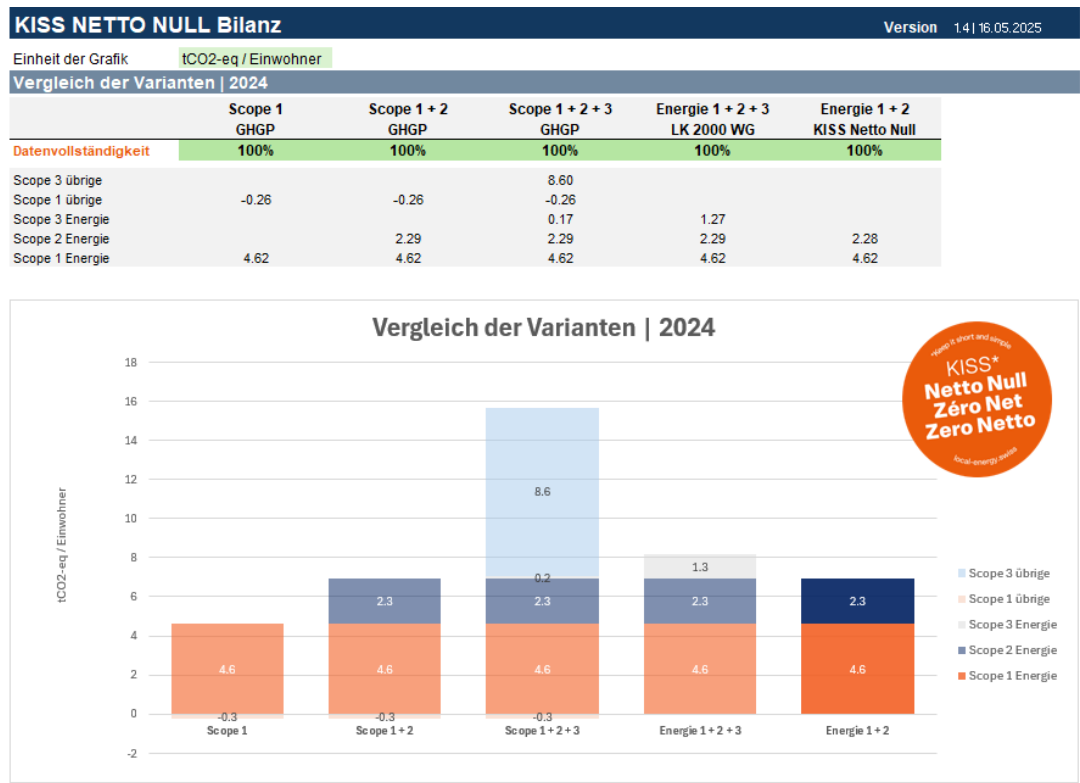 KISS NETTO NULL Bilanz Version 1.4 | 16.05.2025
Einheit der Grafik tCO2-eq / Einwohner
Vergleich der Varianten | 2024
Scope 1 Scope 1 + 2 Scope 1 + 2 + 3 Energie 1 + 2 + 3 Energie 1 + 2
GHGP GHGP GHGP LK 2000 WG KISS Netto Null
Datenvollständigkeit 100% 100% 100% 100% 100%
Scope 3 übrige 8.60
Scope 1 übrige -0.26 -0.26 -0.26
Scope 3 Energie 0.17 1.27
Scope 2 Energie 2.29 2.29 2.29 2.28
Scope 1 Energie 4.62 4.62 4.62 4.62 4.62
Vergleich der Varianten | 2024
*Keep it short and simple
KISS*
Netto Null
Zéro Net
Zero Netto
local-energy.swiss
tCO2-eq / Einwohner
18
16
14
12
10
8
6
4
2
0
-2
8.6
0.2
1.3
2.3 2.3 2.3 2.3
4.6 4.6 4.6 4.6 4.6
-0.3 -0.3 -0.3
Scope 1 Scope 1 + 2 Scope 1 + 2 + 3 Energie 1 + 2 + 3 Energie 1 + 2
Scope 3 übrige
Scope 1 übrige
Scope 3 Energie
Scope 2 Energie
Scope 1 Energie